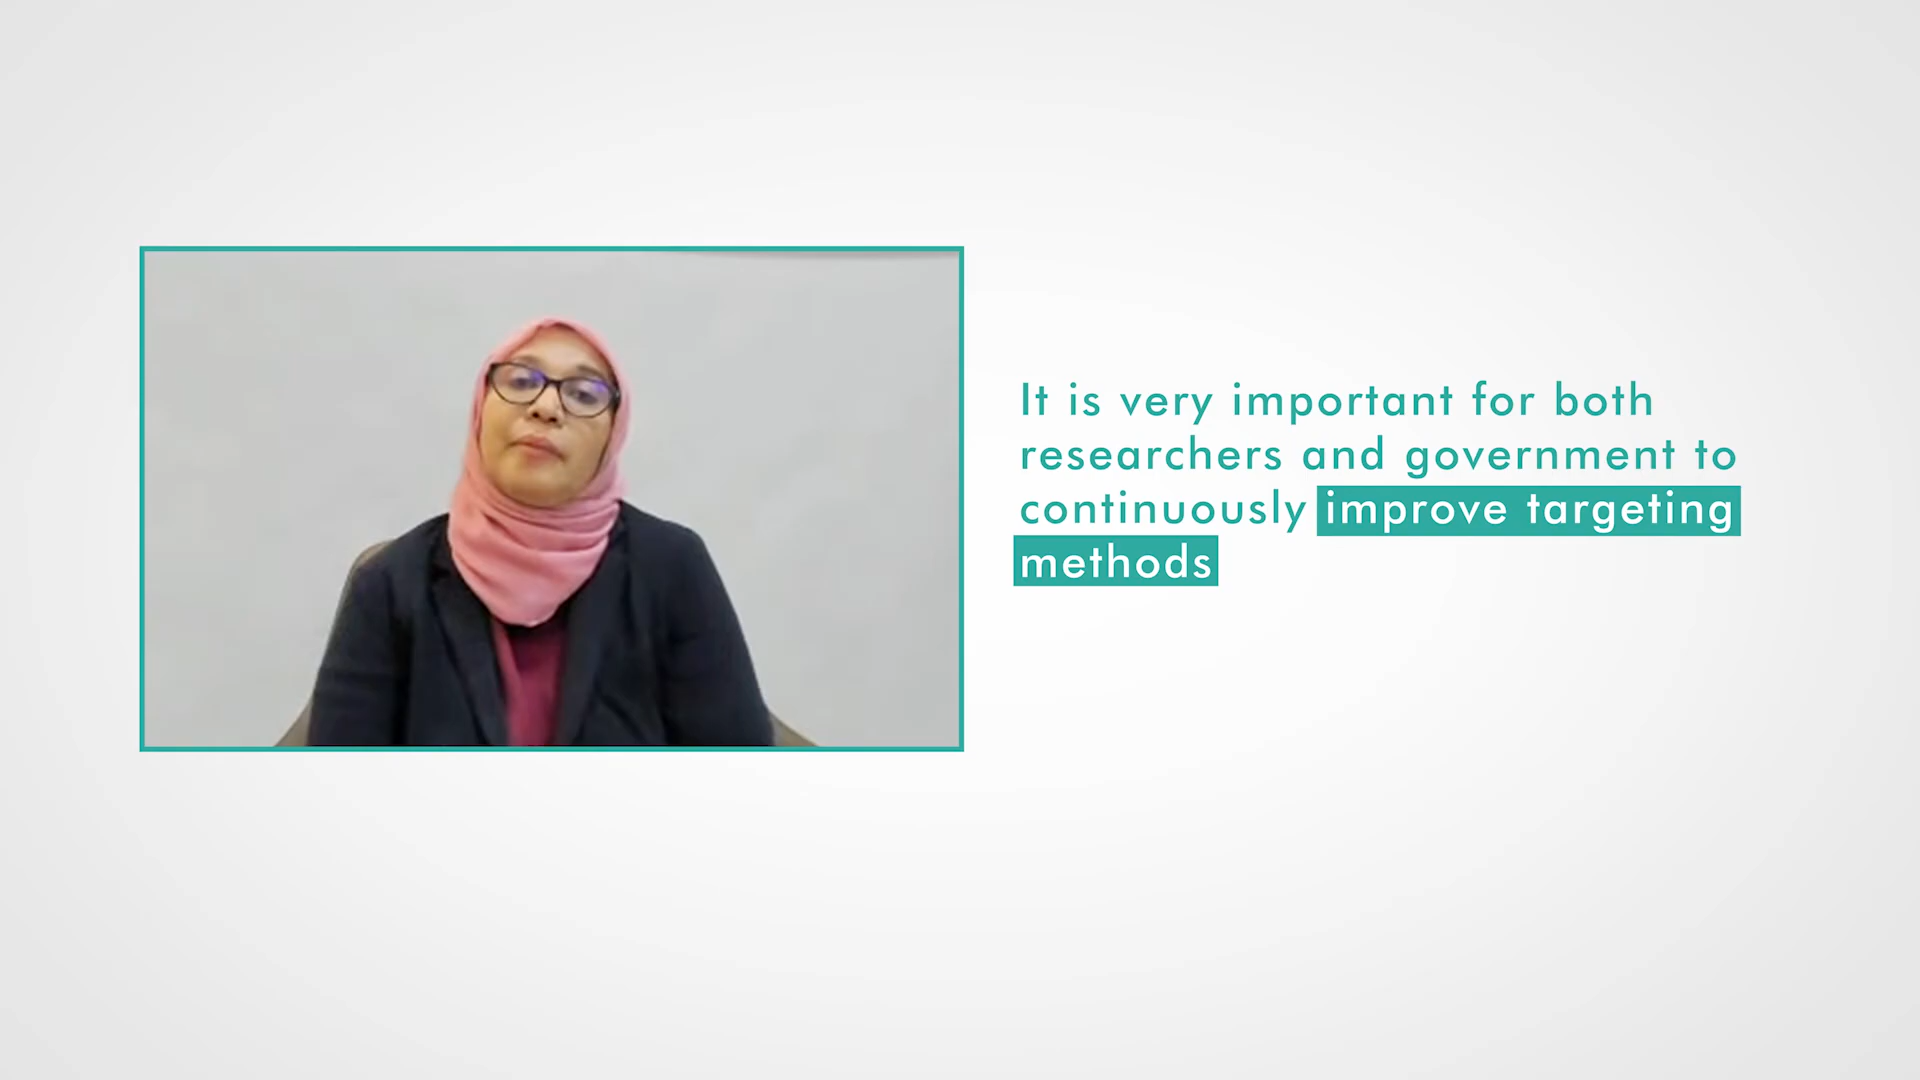 It is very important for both
researchers and government to
continuously improve targeting
methods